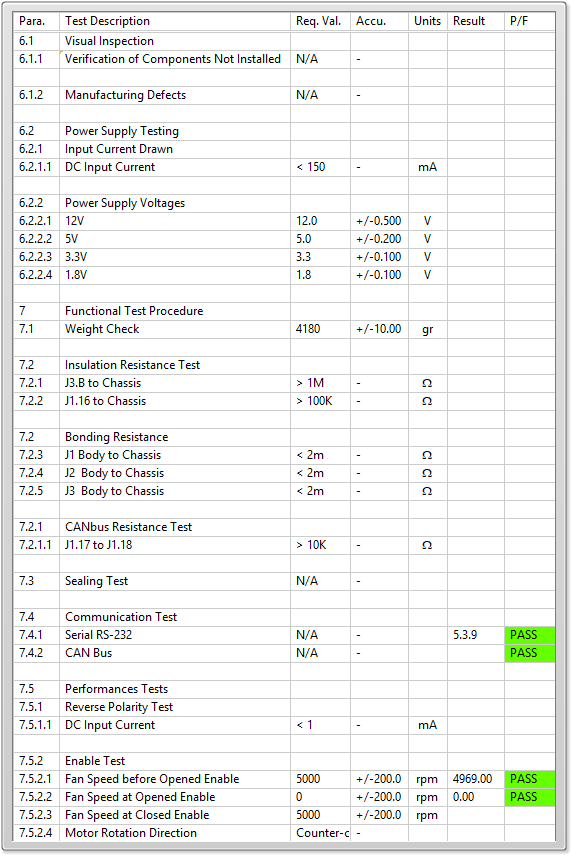 Para. Test Description Req. Val. Accu. Units Result P/F
6.1 Visual Inspection
6.1.1 Verification of Components Not Installed N/A -
6.1.2 Manufacturing Defects N/A -
6.2 Power Supply Testing
6.2.1 Input Current Drawn
6.2.1.1 DC Input Current < 150 - mA
6.2.2 Power Supply Voltages
6.2.2.1 12V 12.0 +/-0.500 V
6.2.2.2 5V 5.0 +/-0.200 V
6.2.2.3 3.3V 3.3 +/-0.100 V
6.2.2.4 1.8V 1.8 +/-0.100 V
7 Functional Test Procedure
7.1 Weight Check 4180 +/-10.00 gr
7.2 Insulation Resistance Test
7.2.1 J3.B to Chassis > 1M - Ω
7.2.2 J1.16 to Chassis > 100K - Ω
7.2 Bonding Resistance
7.2.3 J1 Body to Chassis < 2m - Ω
7.2.4 J2 Body to Chassis < 2m - Ω
7.2.5 J3 Body to Chassis < 2m - Ω
7.2.1 CANbus Resistance Test
7.2.1.1 J1.17 to J1.18 > 10K - Ω
7.3 Sealing Test N/A -
7.4 Communication Test
7.4.1 Serial RS-232 N/A - 5.3.9 PASS
7.4.2 CAN Bus N/A - PASS
7.5 Performances Tests
7.5.1 Reverse Polarity Test
7.5.1.1 DC Input Current < 1 - mA
7.5.2 Enable Test
7.5.2.1 Fan Speed before Opened Enable 5000 +/-200.0 rpm 4969.00 PASS
7.5.2.2 Fan Speed at Opened Enable 0 +/-200.0 rpm 0.00 PASS
7.5.2.3 Fan Speed at Closed Enable 5000 +/-200.0 rpm
7.5.2.4 Motor Rotation Direction Counter-c -